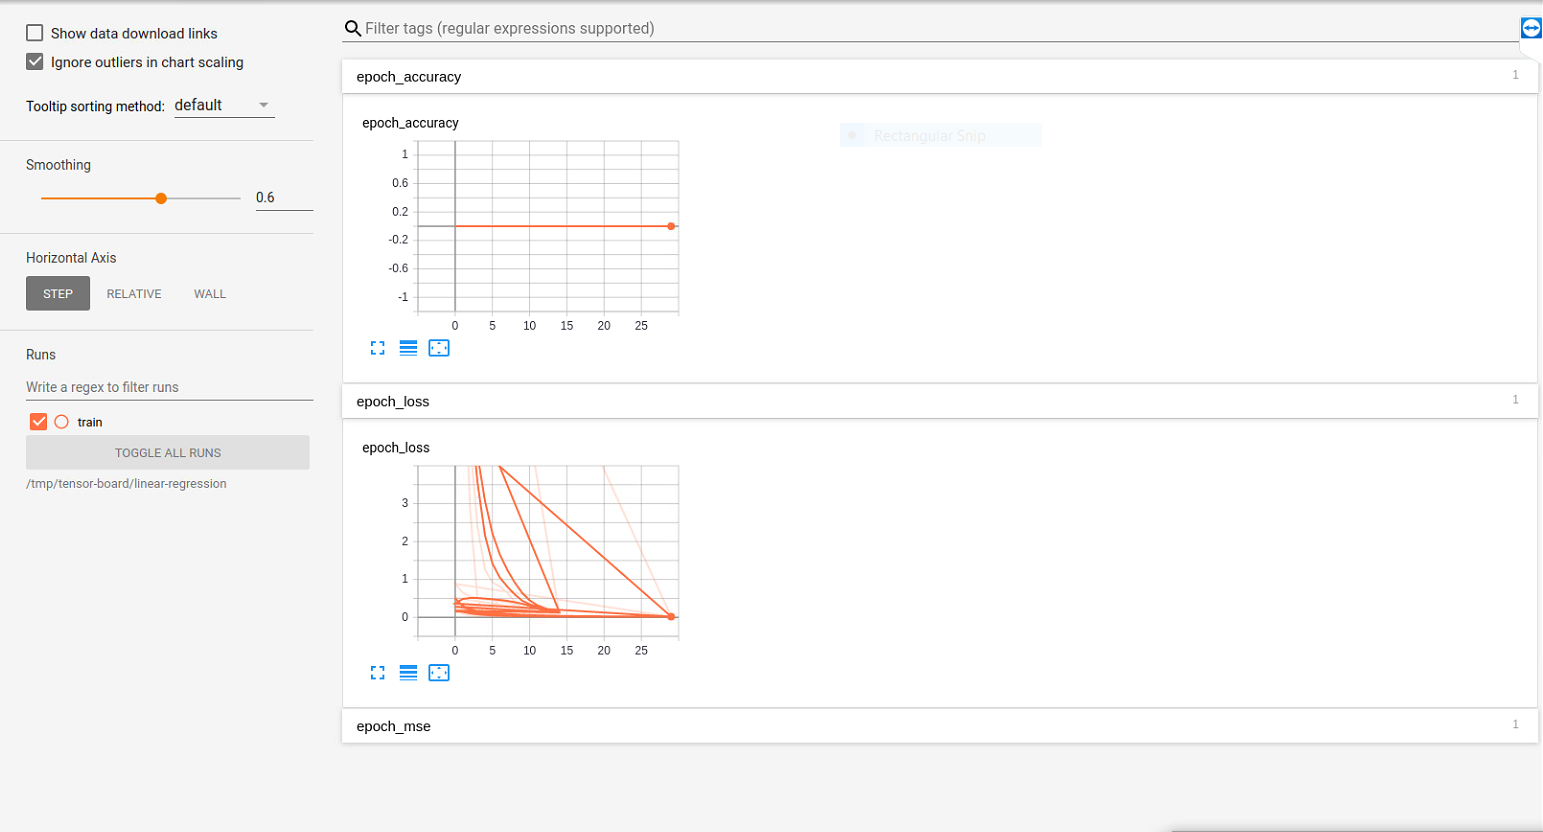 Show data download links
Ignore outliers in chart scaling
Tooltip sorting method: default
Smoothing
0.6
Horizontal Axis
STEP RELATIVE WALL
Runs
Write a regex to filter runs
train
TOGGLE ALL RUNS
/tmp/tensor-board/linear-regression
Filter tags (regular expressions supported)
epoch_accuracy 1
epoch_accuracy
Rectangular Snip
1
0.6
0.2
-0.2
-0.6
-1
0 5 10 15 20 25
epoch_loss 1
epoch_loss
3
2
1
0
0 5 10 15 20 25
epoch_mse 1